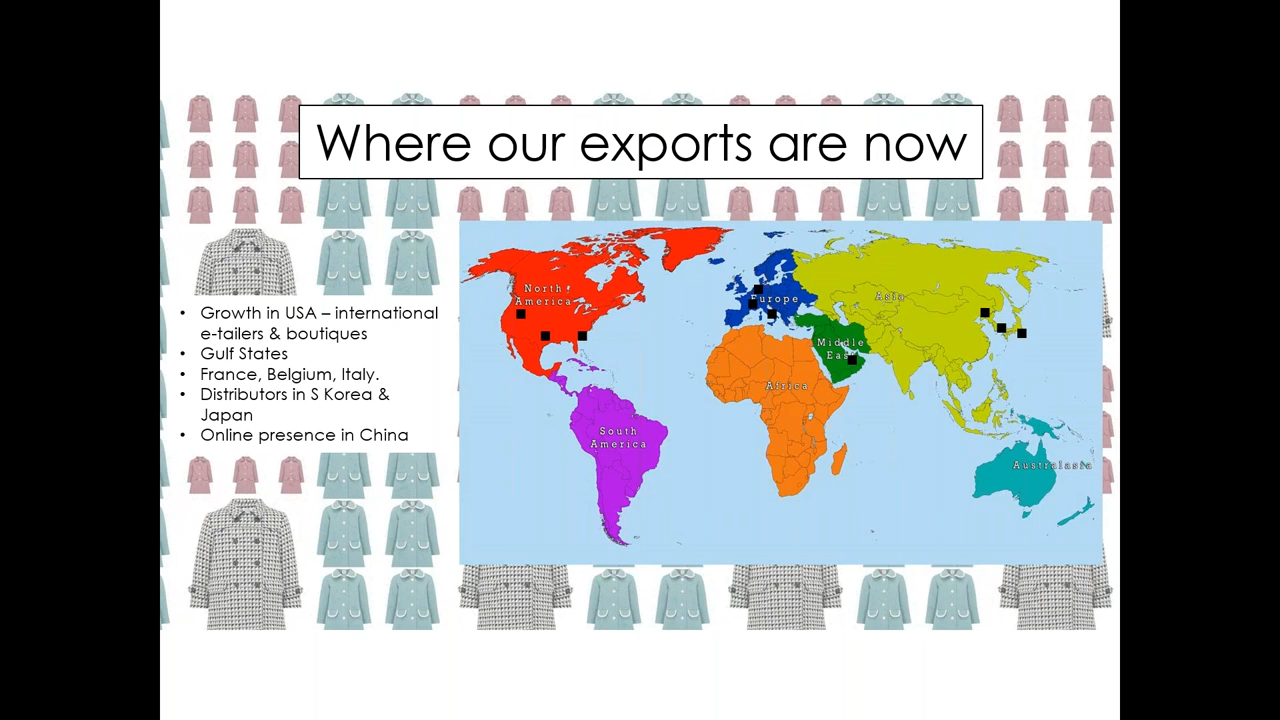 Where our exports are now
• Growth in USA – international
e-tailers & boutiques
• Gulf States
• France, Belgium, Italy.
• Distributors in S Korea &
Japan
• Online presence in China
North
America
Europe
Asia
Middle
East
Africa
South
America
Australasia